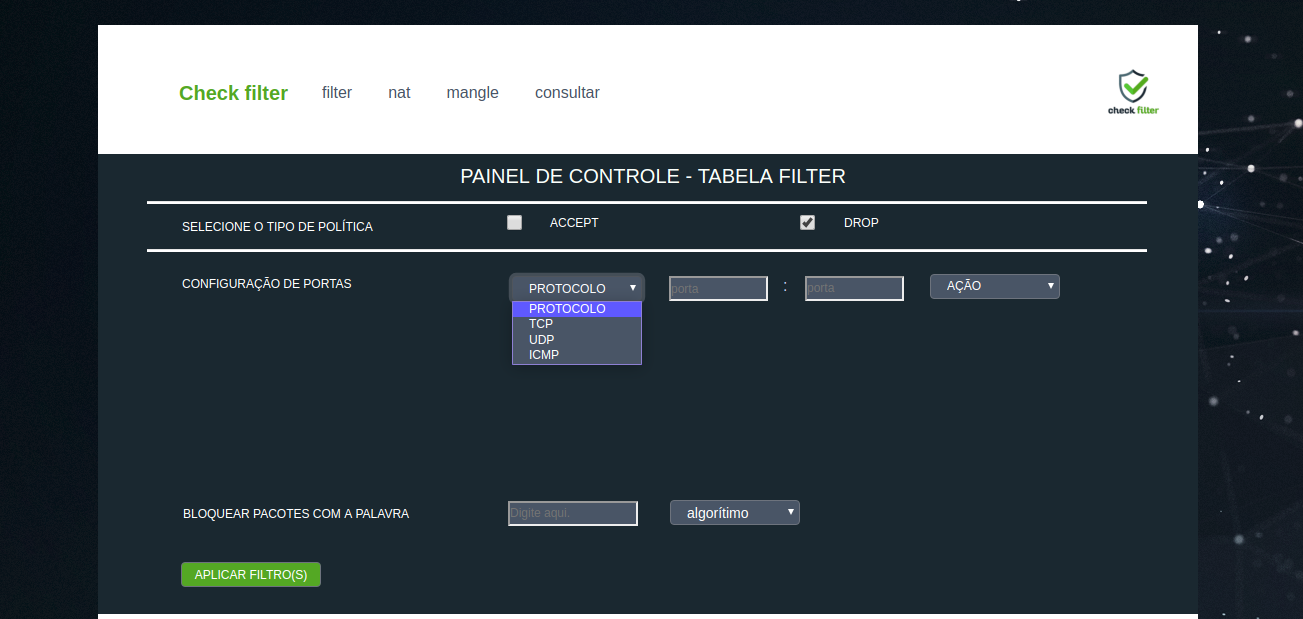 Check filter filter nat mangle consultar
check filter
PAINEL DE CONTROLE - TABELA FILTER
SELECIONE O TIPO DE POLÍTICA ACCEPT DROP
CONFIGURAÇÃO DE PORTAS PROTOCOLO porta : porta AÇÃO
PROTOCOLO
TCP
UDP
ICMP
BLOQUEAR PACOTES COM A PALAVRA Digite aqui. algorítimo
APLICAR FILTRO(S)